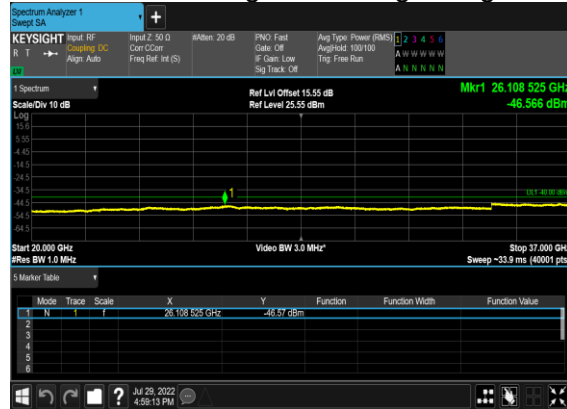 Spectrum Analyzer 1
Swept SA
+
KEYSIGHT Input: RF Input Z: 50 Ω #Atten: 20 dB PNO: Fast Avg Type: Power (RMS) 1 2 3 4 5 6
R T Coupling: DC Corr CCorr Gate: Off Avg|Hold: 100/100 A W W W W W
Align: Auto Freq Ref: Int (S) IF Gain: Low Trig: Free Run
Sig Track: Off A N N N N N
1 Spectrum Ref Lvl Offset 15.55 dB Mkr1 26.108 525 GHz
Scale/Div 10 dB Ref Level 25.55 dBm -46.566 dBm
Log
15.6
5.55
-4.45
-14.5
-24.5
-34.5
1
DL1 -40.00 dBm
-44.5
-54.5
-64.5
Start 20.000 GHz Video BW 3.0 MHz* Stop 37.000 GHz
#Res BW 1.0 MHz Sweep ~33.9 ms (40001 pts)
5 Marker Table
Mode Trace Scale X Y Function Function Width Function Value
1 N 1 f 26.108 525 GHz -46.57 dBm
2
3
4
5
6
? Jul 29, 2022
4:59:13 PM